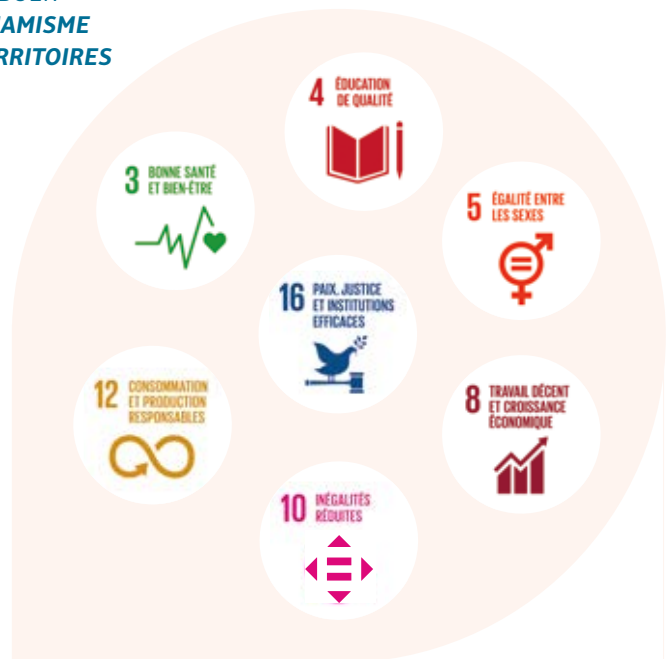 AMISME
RRITOIRES
4 ÉDUCATION
DE QUALITÉ
3 BONNE SANTÉ
ET BIEN-ÊTRE
5 ÉGALITÉ ENTRE
LES SEXES
16 PAIX, JUSTICE
ET INSTITUTIONS
EFFICACES
12 CONSOMMATION
ET PRODUCTION
RESPONSABLES
8 TRAVAIL DÉCENT
ET CROISSANCE
ÉCONOMIQUE
10 INÉGALITÉS
RÉDUITES